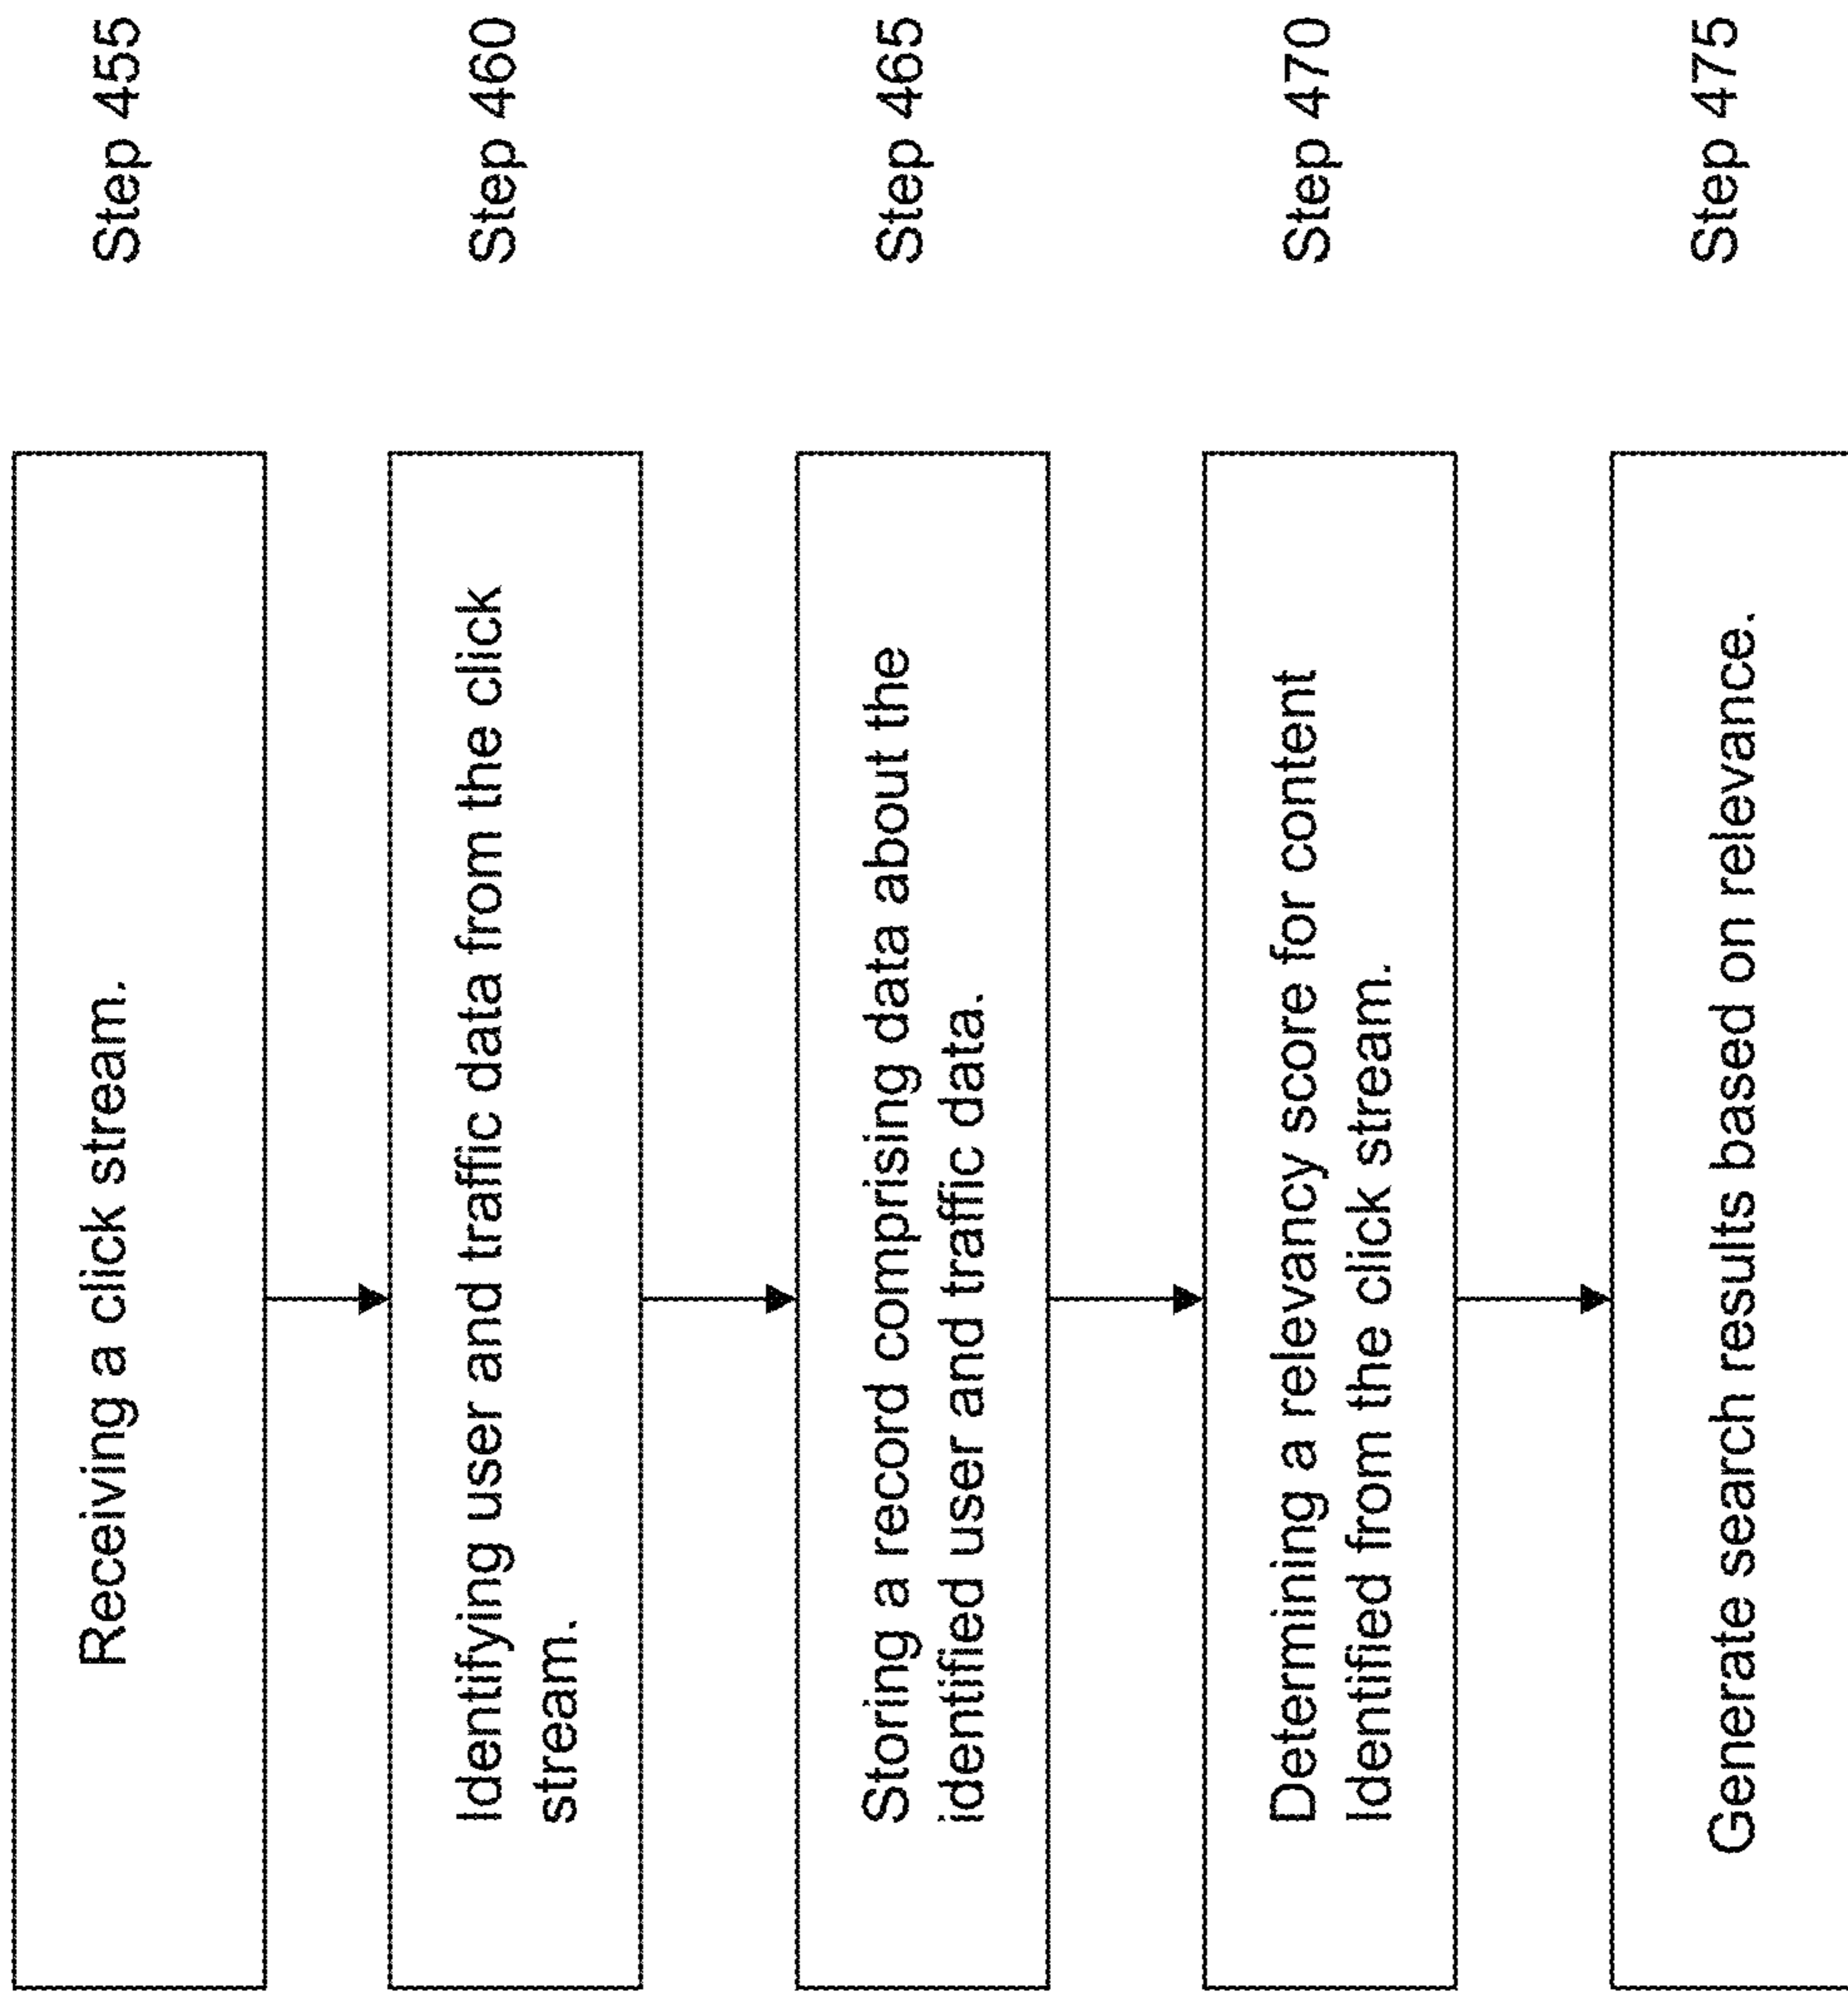 Receiving a click stream.
Step 455
Identifying user and traffic data from the click
stream.
Step 460
Storing a record comprising data about the
identified user and traffic data.
Step 465
Determining a relevancy score for content
Identified from the click stream.
Step 470
Generate search results based on relevance.
Step 475